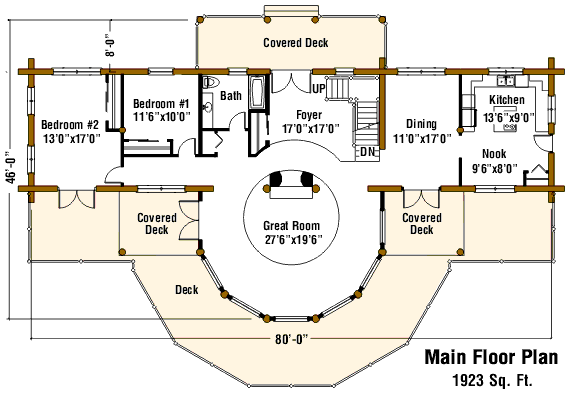 Covered Deck
8'-0"
46'-0"
UP
Bath
Bedroom #1
11'6"x10'0"
Bedroom #2
13'0"x17'0"
Foyer
17'0"x17'0"
DN
Dining
11'0"x17'0"
Kitchen
13'6"x9'0"
Nook
9'6"x8'0"
Covered
Deck
Great Room
27'6"x19'6"
Covered
Deck
Deck
80'-0"
Main Floor Plan
1923 Sq. Ft.